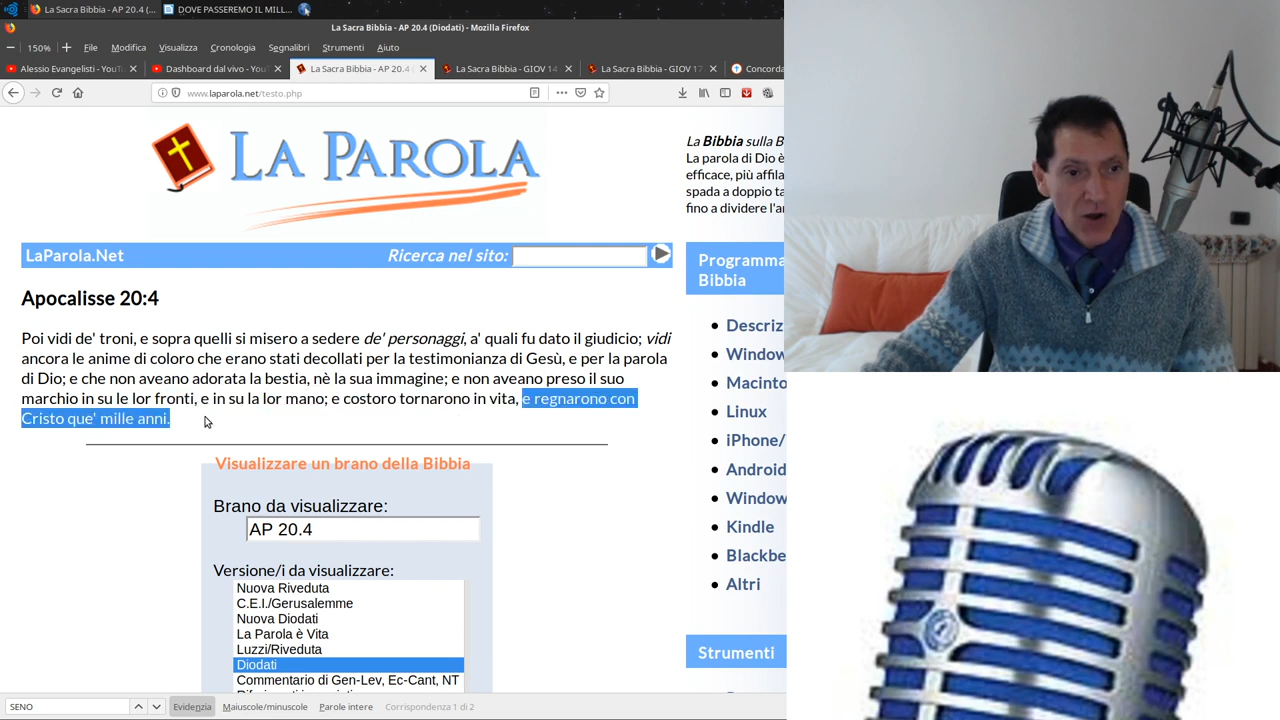 La Sacra Bibbia - AP 20.4 (...
DOVE PASSEREMO IL MILL...
La Sacra Bibbia - AP 20.4 (Diodati) - Mozilla Firefox
150%
File
Modifica
Visualizza
Cronologia
Segnalibri
Strumenti
Aiuto
Alessio Evangelisti - YouTu
Dashboard dal vivo - YouT
La Sacra Bibbia - AP 20.4
La Sacra Bibbia - GIOV 14
La Sacra Bibbia - GIOV 17
Concorda
www.laparola.net/testo.php
LA PAROLA
LaParola.Net
Ricerca nel sito:
Apocalisse 20:4
Poi vidi de' troni, e sopra quelli si misero a sedere de' personaggi, a' quali fu dato il giudicio; vidi
ancora le anime di coloro che erano stati decollati per la testimonianza di Gesù, e per la parola
di Dio; e che non aveano adorata la bestia, nè la sua immagine; e non aveano preso il suo
marchio in su le lor fronti, e in su la lor mano; e costoro tornarono in vita, e regnarono con
Cristo que' mille anni.
Visualizzare un brano della Bibbia
Brano da visualizzare:
AP 20.4
Versione/i da visualizzare:
Nuova Riveduta
C.E.I./Gerusalemme
Nuova Diodati
La Parola è Vita
Luzzi/Riveduta
Diodati
Commentario di Gen-Lev, Ec-Cant, NT
La Bibbia sulla B
La parola di Dio è
efficace, più affila
spada a doppio ta
fino a dividere l'a
Programma
Bibbia
Descriz
Window
Macinto
Linux
iPhone/
Android
Window
Kindle
Blackbe
Altri
Strumenti
SENO
Evidenzia
Maiuscole/minuscole
Parole intere
Corrispondenza 1 di 2